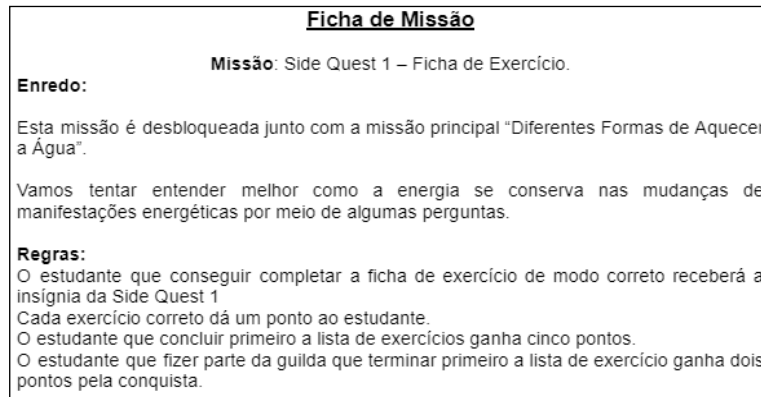 Ficha de Missão
Missão: Side Quest 1 – Ficha de Exercício.
Enredo:
Esta missão é desbloqueada junto com a missão principal “Diferentes Formas de Aquecer
a Água”.
Vamos tentar entender melhor como a energia se conserva nas mudanças de
manifestações energéticas por meio de algumas perguntas.
Regras:
O estudante que conseguir completar a ficha de exercício de modo correto receberá a
insígnia da Side Quest 1
Cada exercício correto dá um ponto ao estudante.
O estudante que concluir primeiro a lista de exercícios ganha cinco pontos.
O estudante que fizer parte da guilda que terminar primeiro a lista de exercício ganha dois
pontos pela conquista.